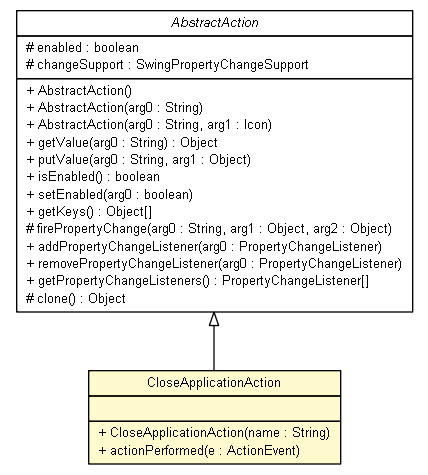 AbstractAction
# enabled : boolean
# changeSupport : SwingPropertyChangeSupport
+ AbstractAction()
+ AbstractAction(arg0 : String)
+ AbstractAction(arg0 : String, arg1 : Icon)
+ getValue(arg0 : String) : Object
+ putValue(arg0 : String, arg1 : Object)
+ isEnabled() : boolean
+ setEnabled(arg0 : boolean)
+ getKeys() : Object[]
# firePropertyChange(arg0 : String, arg1 : Object, arg2 : Object)
+ addPropertyChangeListener(arg0 : PropertyChangeListener)
+ removePropertyChangeListener(arg0 : PropertyChangeListener)
+ getPropertyChangeListeners() : PropertyChangeListener[]
# clone() : Object
CloseApplicationAction
+ CloseApplicationAction(name : String)
+ actionPerformed(e : ActionEvent)